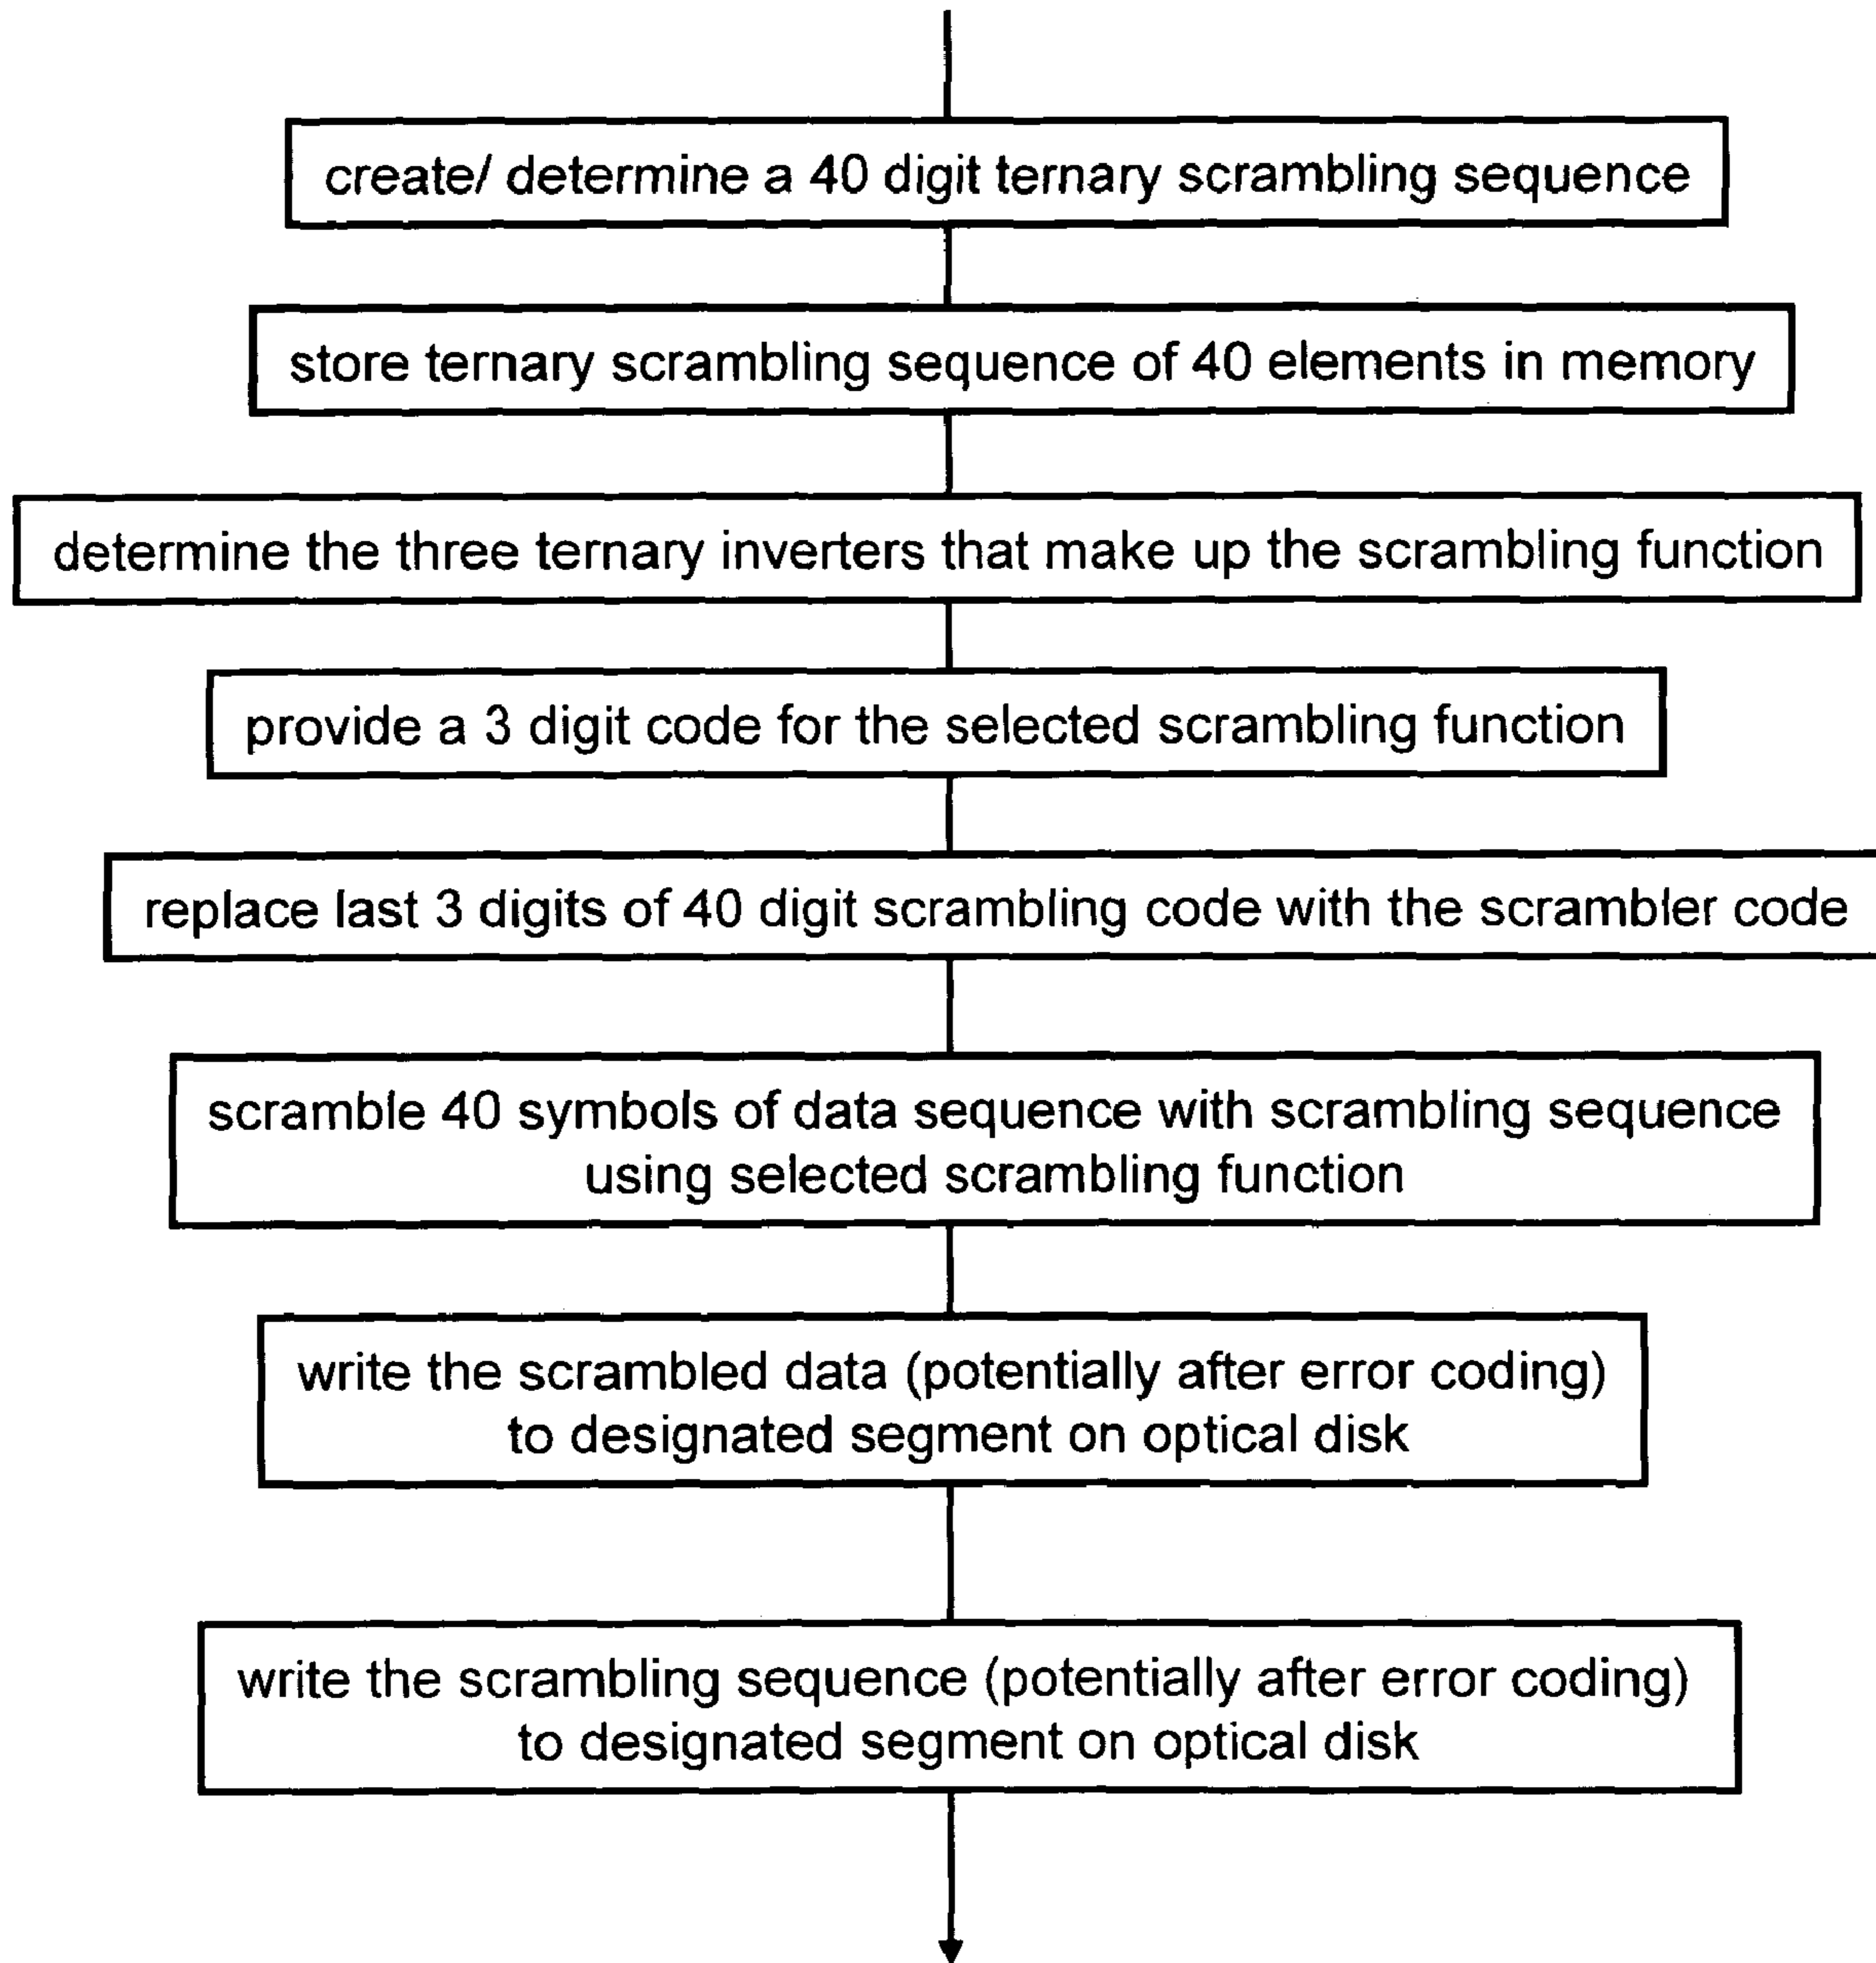 create/ determine a 40 digit ternary scrambling sequence
store ternary scrambling sequence of 40 elements in memory
determine the three ternary inverters that make up the scrambling function
provide a 3 digit code for the selected scrambling function
replace last 3 digits of 40 digit scrambling code with the scrambler code
scramble 40 symbols of data sequence with scrambling sequence
using selected scrambling function
write the scrambled data (potentially after error coding)
to designated segment on optical disk
write the scrambling sequence (potentially after error coding)
to designated segment on optical disk